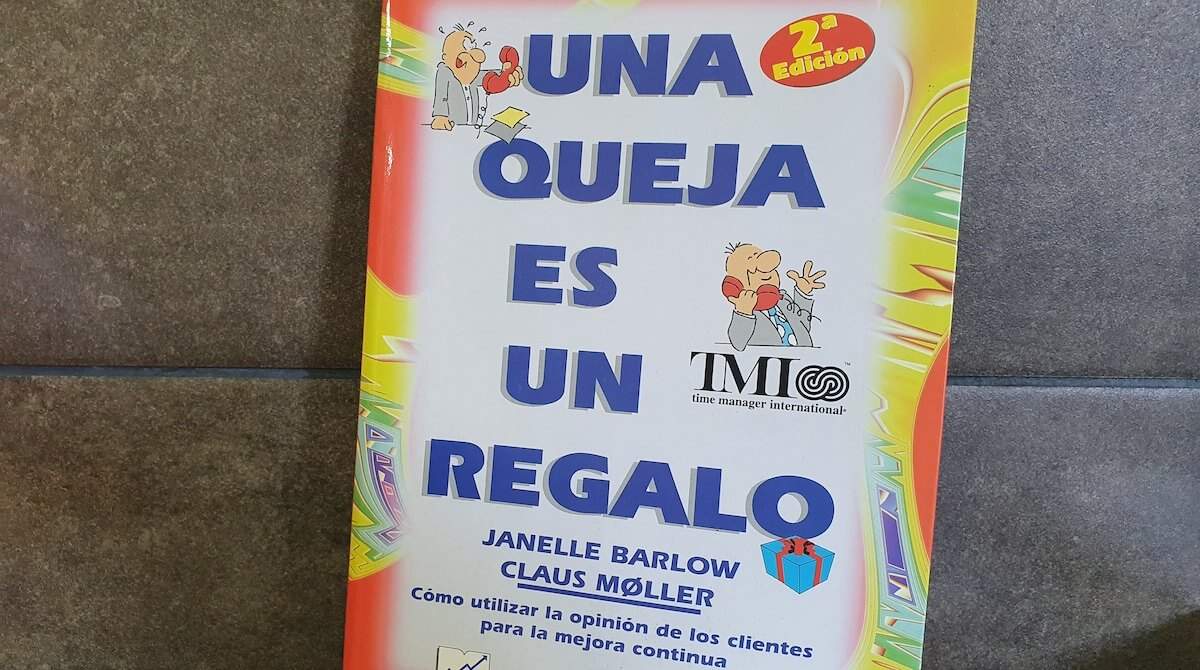 UNA
2ª
Edición
QUEJA
ES
UN
TMI
time manager international
REGALO
JANELLE BARLOW
CLAUS MØLLER
Cómo utilizar la opinión de los clientes
para la mejora continua